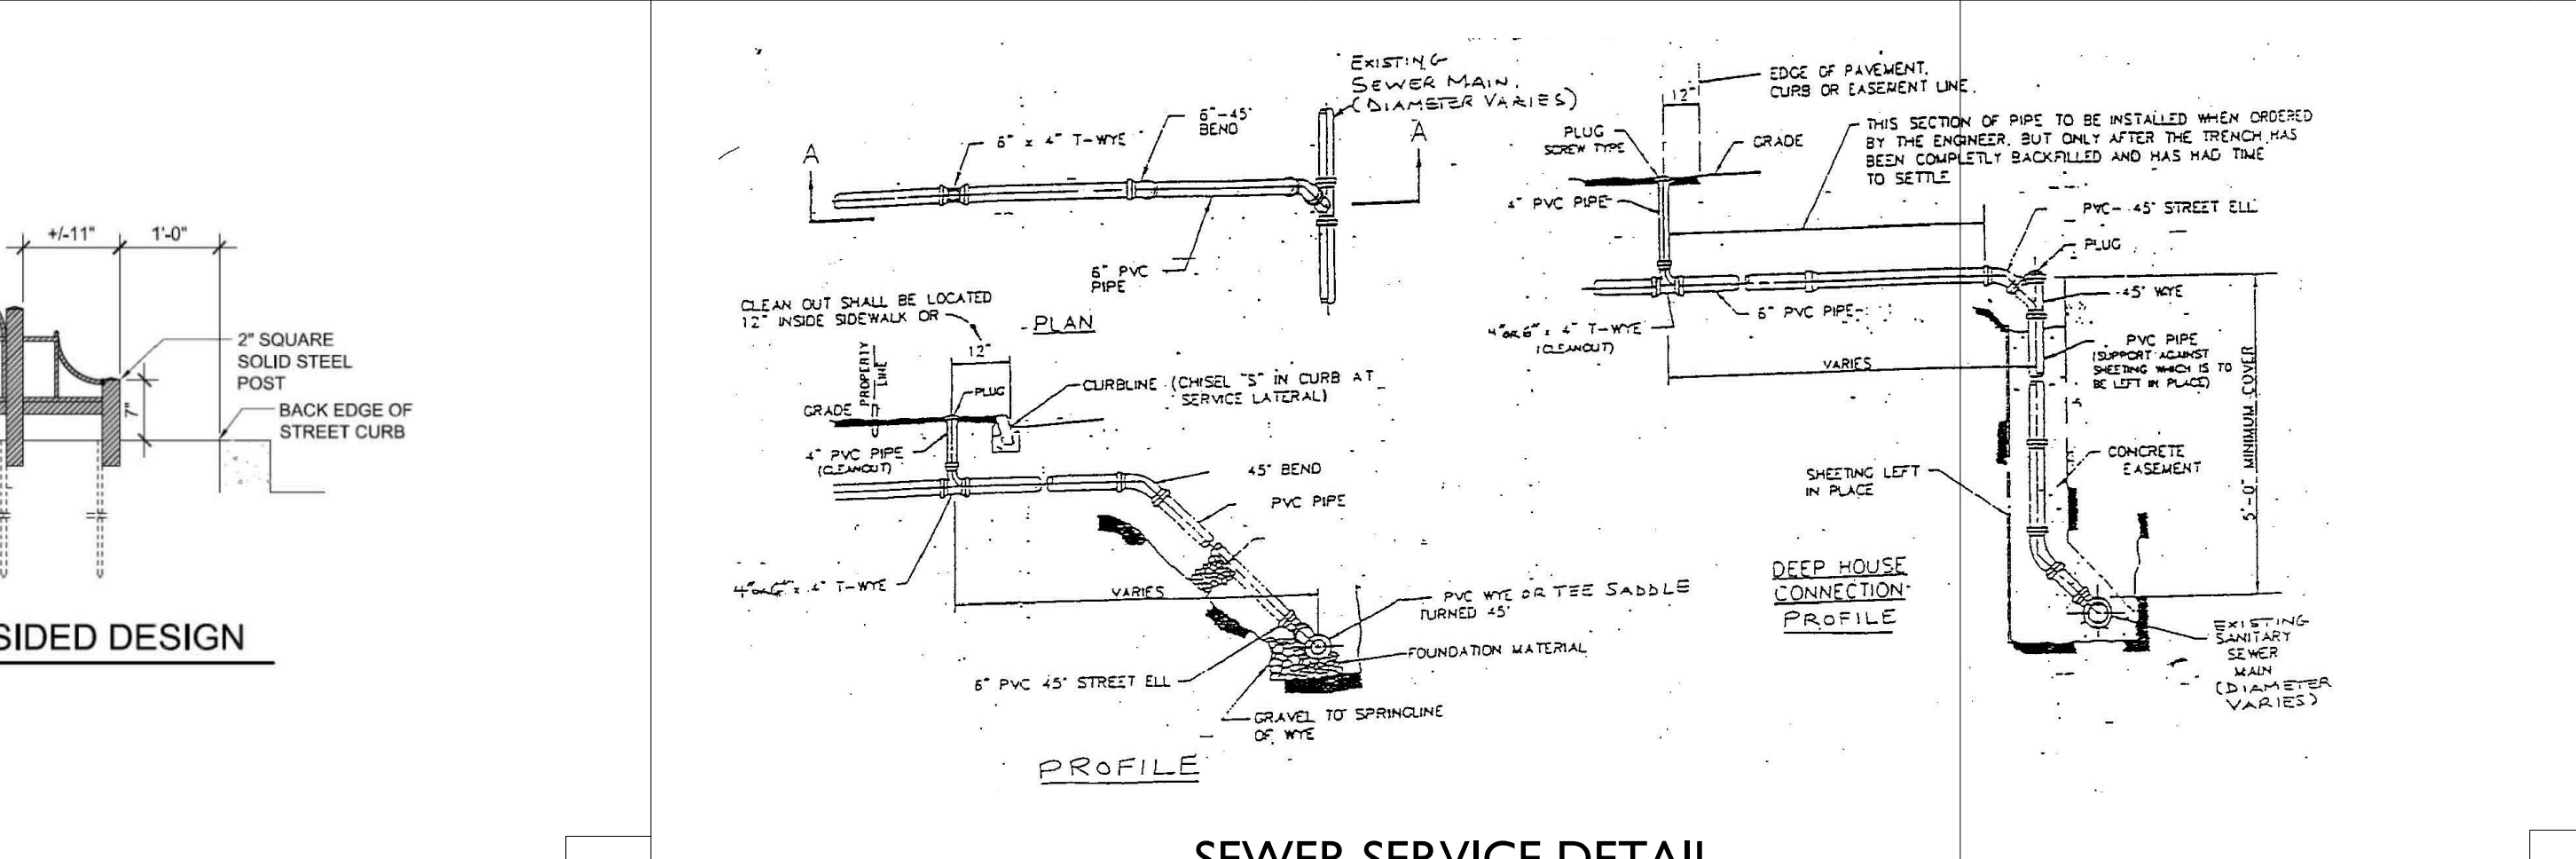 +/-11"
1'-0"
2" SQUARE
SOLID STEEL
POST
7"
BACK EDGE OF
STREET CURB
SIDED DESIGN
EXISTING
SEWER MAIN.
(DIAMETER VARIES)
6"-45°
BEND
6" x 4" T-WYE
A
A
6" PVC
PIPE
PLAN
CLEAN OUT SHALL BE LOCATED
12" INSIDE SIDEWALK OR
12"
PROPERTY
LINE
PLUG
CURBLINE (CHISEL "S" IN CURB AT
SERVICE LATERAL)
GRADE
4" PVC PIPE
(CLEANOUT)
45° BEND
PVC PIPE
4" OR 6" x 4" T-WYE
VARIES
PVC WYE OR TEE SADDLE
TURNED 45°
FOUNDATION MATERIAL
6" PVC 45° STREET ELL
GRAVEL TO SPRINGLINE
OF WYE
PROFILE
EDGE OF PAVEMENT,
CURB OR EASEMENT LINE.
12"
PLUG
SCREW TYPE
GRADE
THIS SECTION OF PIPE TO BE INSTALLED WHEN ORDERED
BY THE ENGINEER, BUT ONLY AFTER THE TRENCH HAS
BEEN COMPLETLY BACKFILLED AND HAS HAD TIME
TO SETTLE
4" PVC PIPE
PVC- 45° STREET ELL
PLUG
45° WYE
6" PVC PIPE
4" OR 6" x 4" T-WYE
(CLEANOUT)
VARIES
PVC PIPE
(SUPPORT AGAINST
SHEETING WHICH IS TO
BE LEFT IN PLACE)
5'-0" MINIMUM COVER
CONCRETE
EASEMENT
SHEETING LEFT
IN PLACE
DEEP HOUSE
CONNECTION
PROFILE
EXISTING
SANITARY
SEWER
MAIN
(DIAMETER
VARIES)
SEWER SERVICE DETAIL